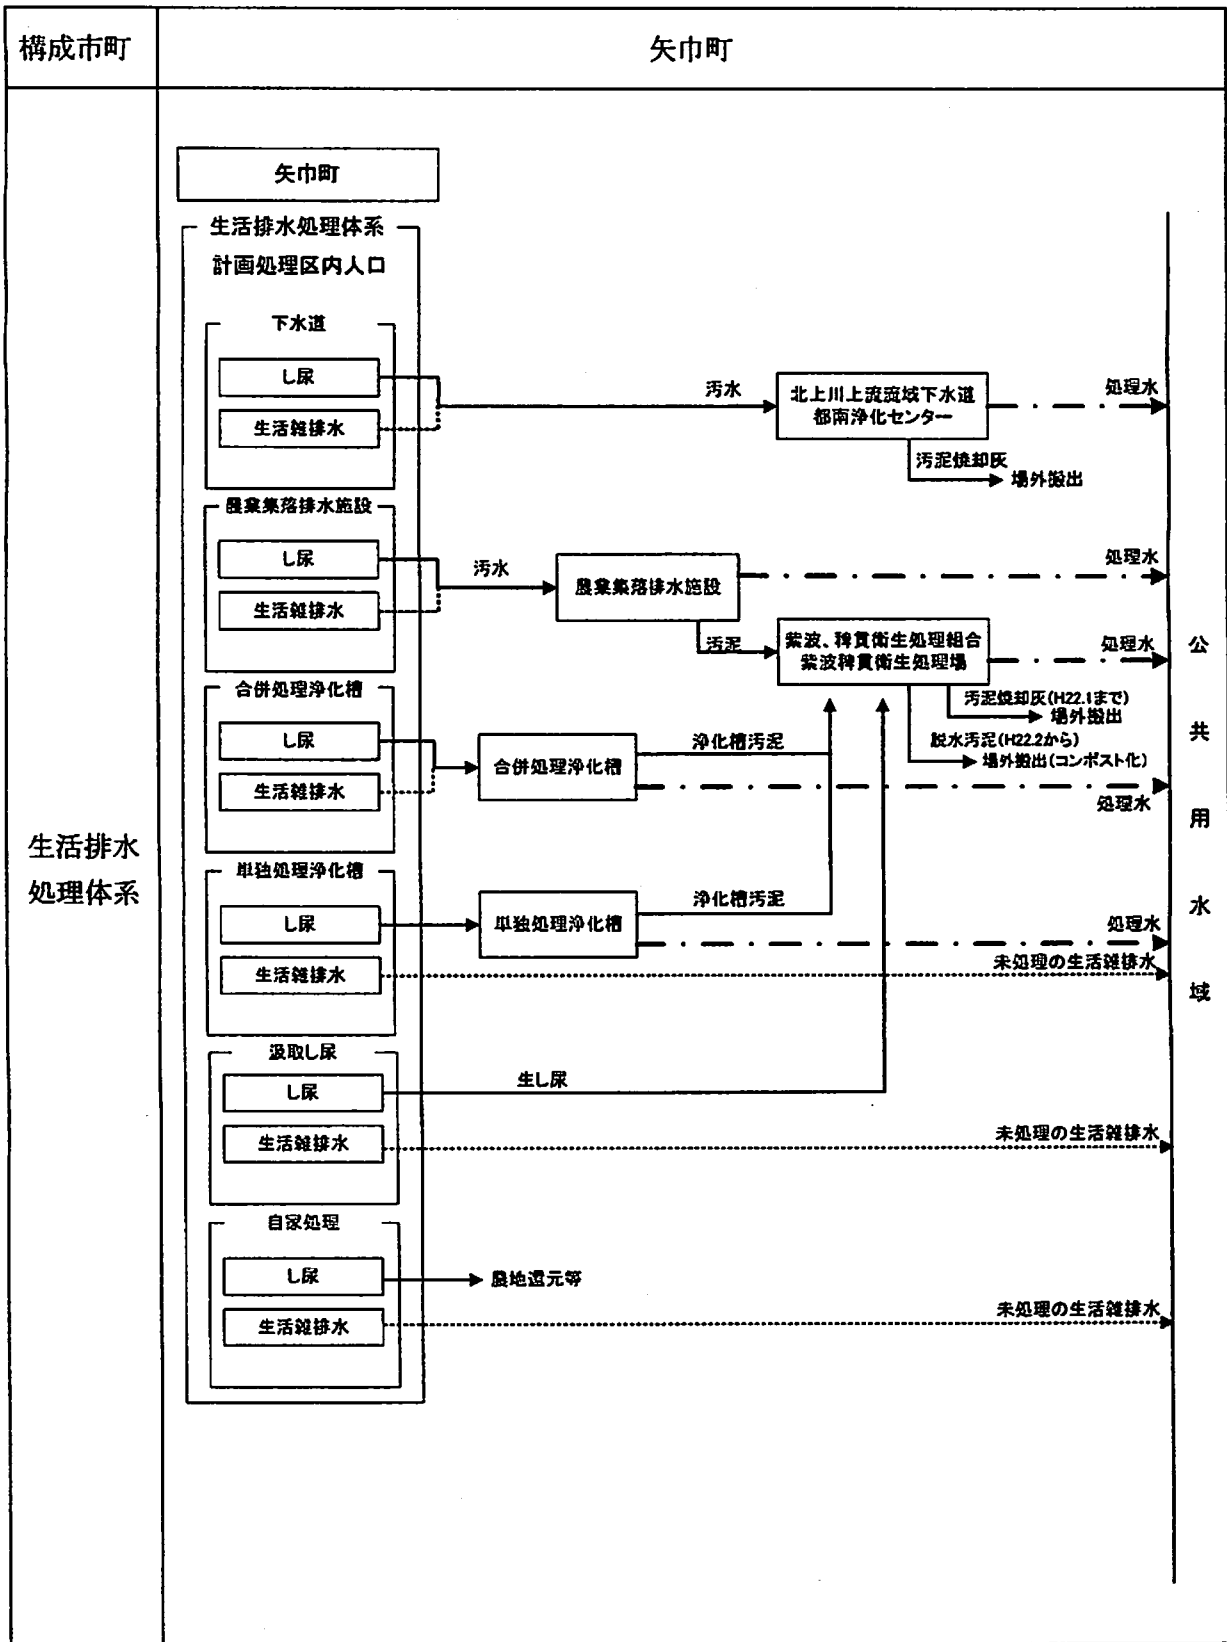 構成市町
矢巾町
矢巾町
生活排水処理体系
計画処理区内人口
下水道
し尿
生活雑排水
汚水
北上川上流流域下水道
都南浄化センター
処理水
汚泥焼却灰
場外搬出
農業集落排水施設
し尿
生活雑排水
汚水
農業集落排水施設
処理水
汚泥
紫波、稗貫衛生処理組合
紫波稗貫衛生処理場
処理水
汚泥焼却灰(H22.1まで)
場外搬出
脱水汚泥(H22.2から)
場外搬出(コンポスト化)
合併処理浄化槽
し尿
生活雑排水
合併処理浄化槽
浄化槽汚泥
処理水
生活排水
処理体系
単独処理浄化槽
し尿
生活雑排水
単独処理浄化槽
浄化槽汚泥
処理水
未処理の生活雑排水
汲取し尿
し尿
生活雑排水
生し尿
未処理の生活雑排水
自家処理
し尿
生活雑排水
農地還元等
未処理の生活雑排水
公共用水域